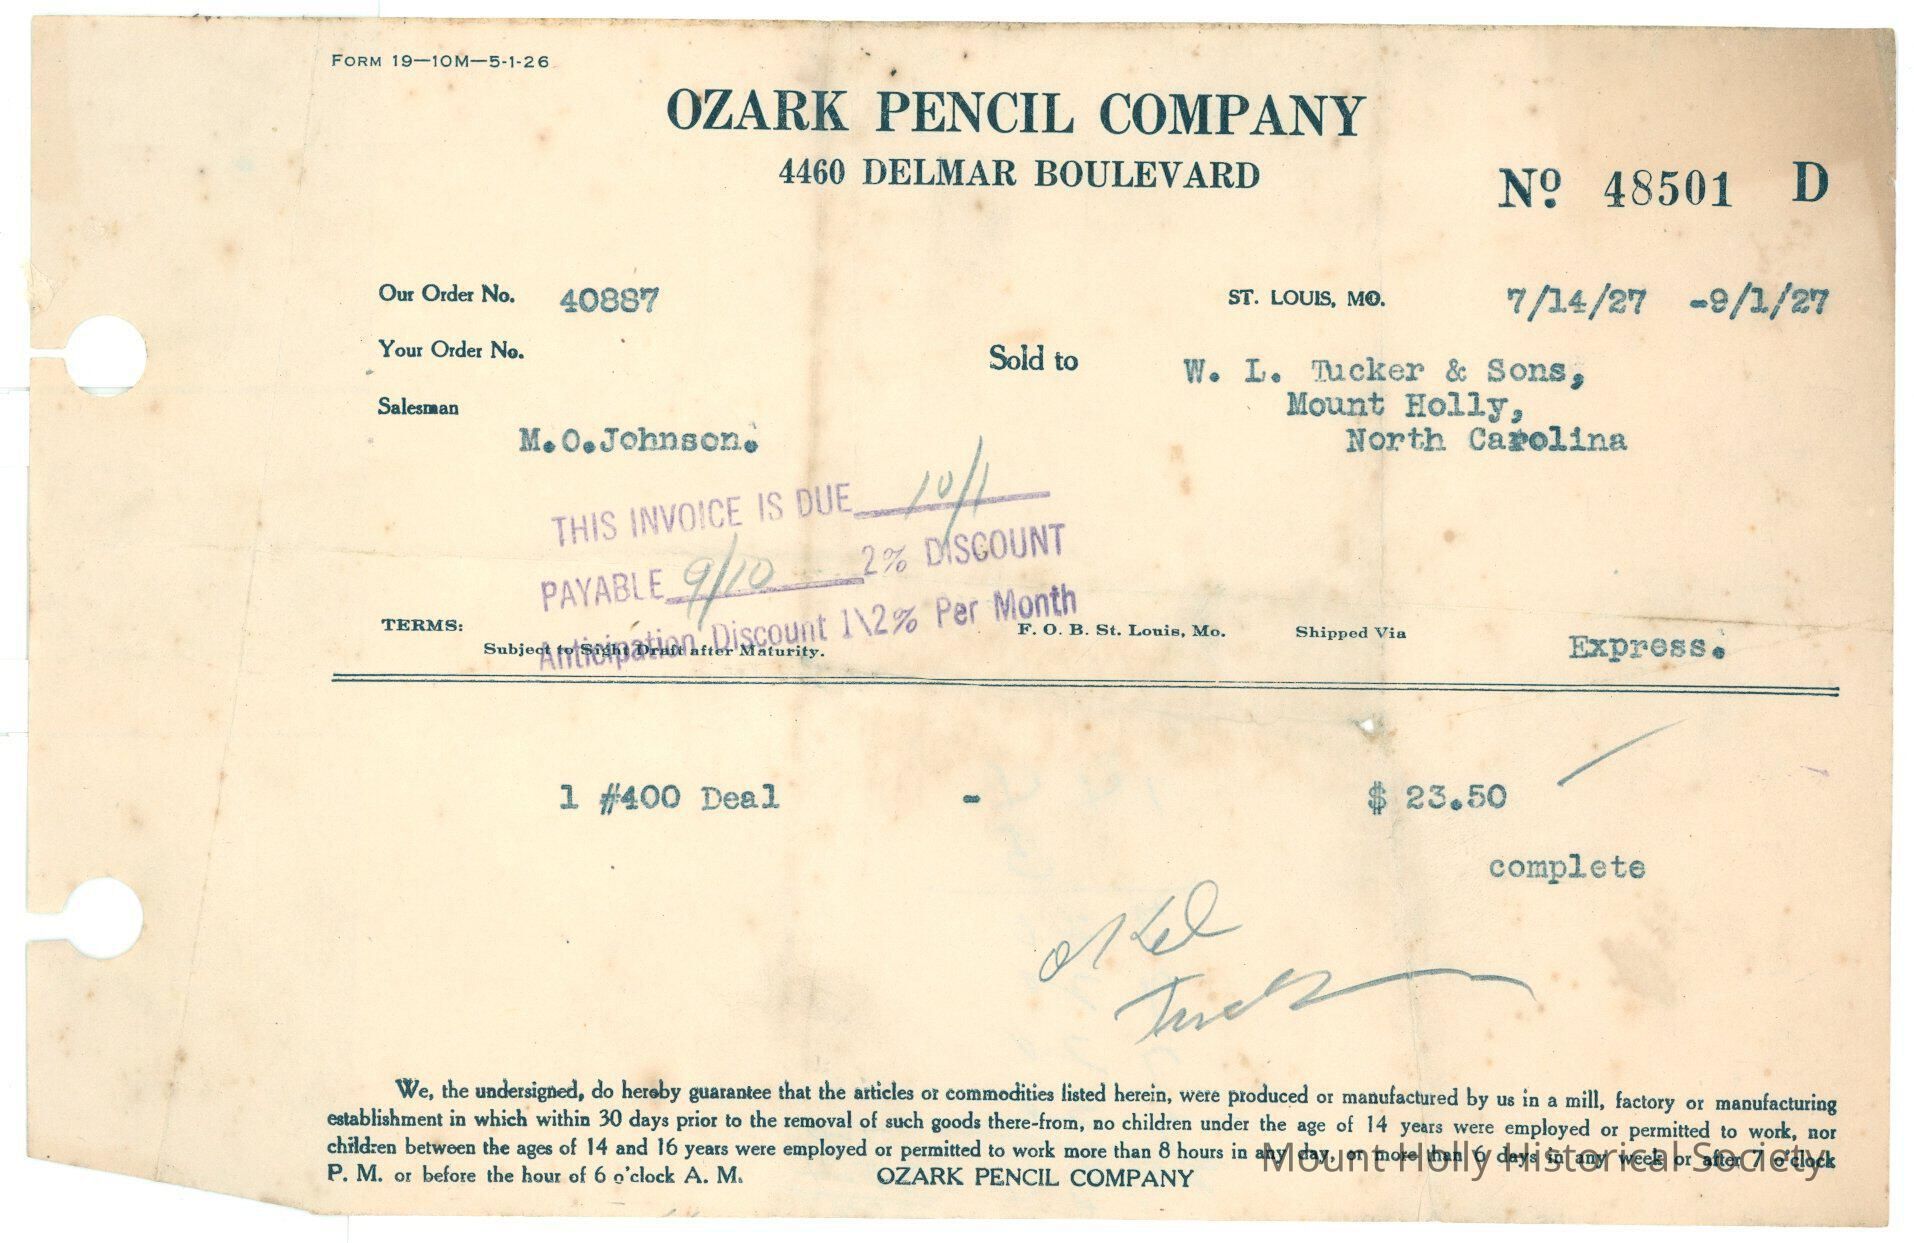 FORM 19—10M—5-1-26
OZARK PENCIL COMPANY
4460 DELMAR BOULEVARD
Nº 48501 D
Our Order No. 40887
ST. LOUIS, MO. 7/14/27 -9/1/27
Your Order No.
Sold to W. L. Tucker & Sons,
Mount Holly,
North Carolina
Salesman
M.O.Johnson.
THIS INVOICE IS DUE 10/1
PAYABLE 9/10 2% DISCOUNT
Anticipation Discount 1\2% Per Month
TERMS:
Subject to Sight Draft after Maturity.
F. O. B. St. Louis, Mo. Shipped Via Express.
1 #400 Deal - $ 23.50
complete
Tucker
We, the undersigned, do hereby guarantee that the articles or commodities listed herein, were produced or manufactured by us in a mill, factory or manufacturing
establishment in which within 30 days prior to the removal of such goods there-from, no children under the age of 14 years were employed or permitted to work, nor
children between the ages of 14 and 16 years were employed or permitted to work more than 8 hours in any day, or more than 6 days in any week or after 7 o'clock
P. M. or before the hour of 6 o'clock A. M. OZARK PENCIL COMPANY
Mount Holly Historical Society